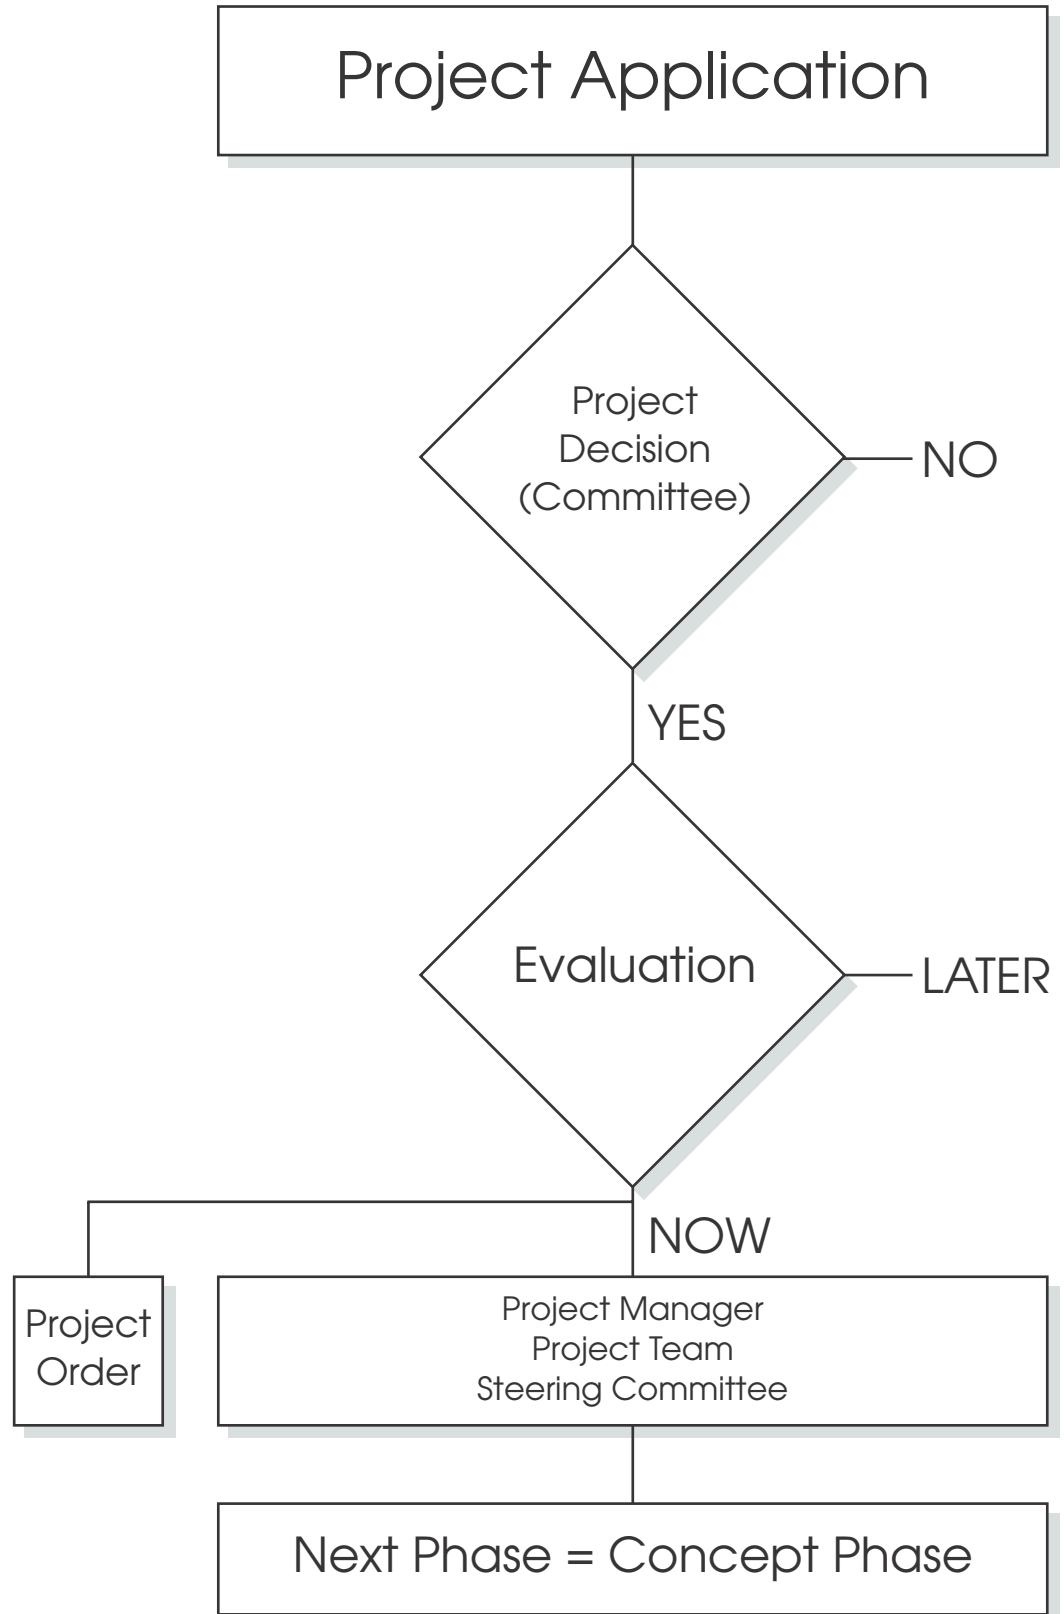 Project Application
Project
Decision
(Committee)
NO
YES
Evaluation
LATER
NOW
Project
Order
Project Manager
Project Team
Steering Committee
Next Phase = Concept Phase